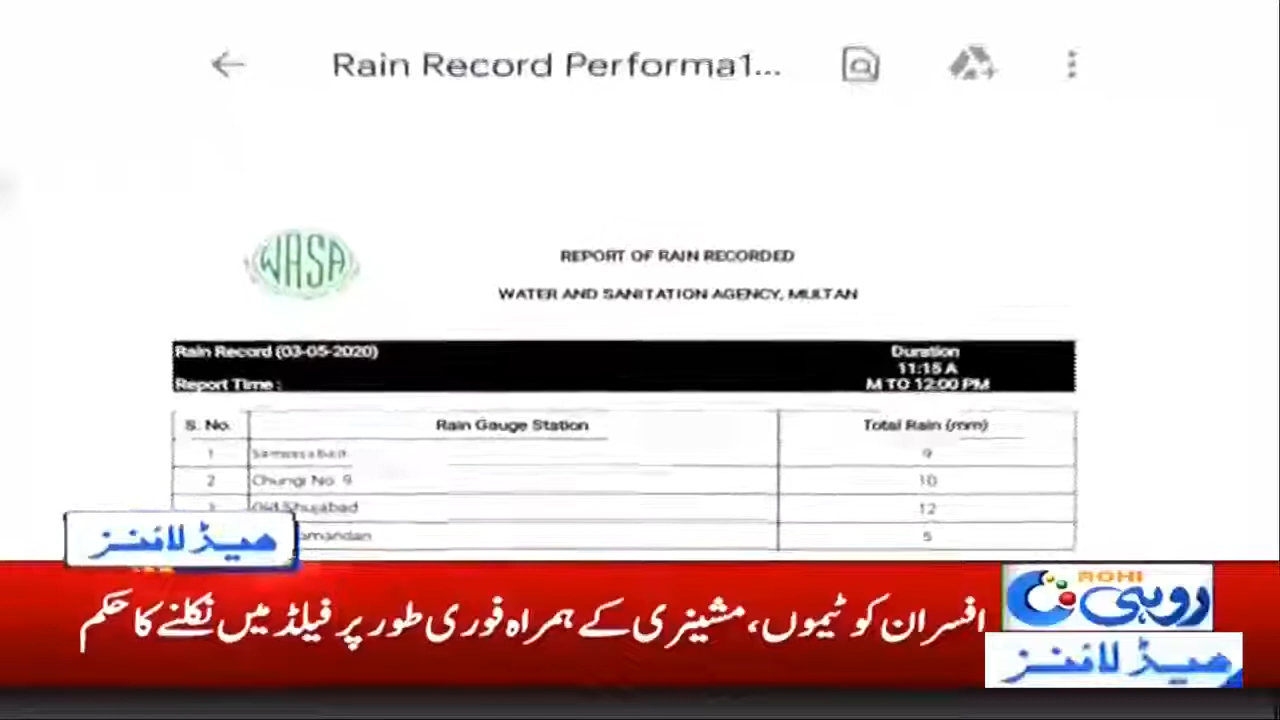 Rain Record Performa1...
WASA
REPORT OF RAIN RECORDED
WATER AND SANITATION AGENCY, MULTAN
Rain Record (03-05-2020) Duration
11:15 A
Report Time : M TO 12:00 PM
S. No. Rain Gauge Station Total Rain (mm)
1 9
2 Chungi No. 9 10
3 Old Shujabad 12
5
ہیڈ لائنز
ROHI
روہی
افسران کو ٹیموں، مشینری کے ہمراہ فوری طور پر فیلڈ میں نکلنے کا حکم
ہیڈ لائنز